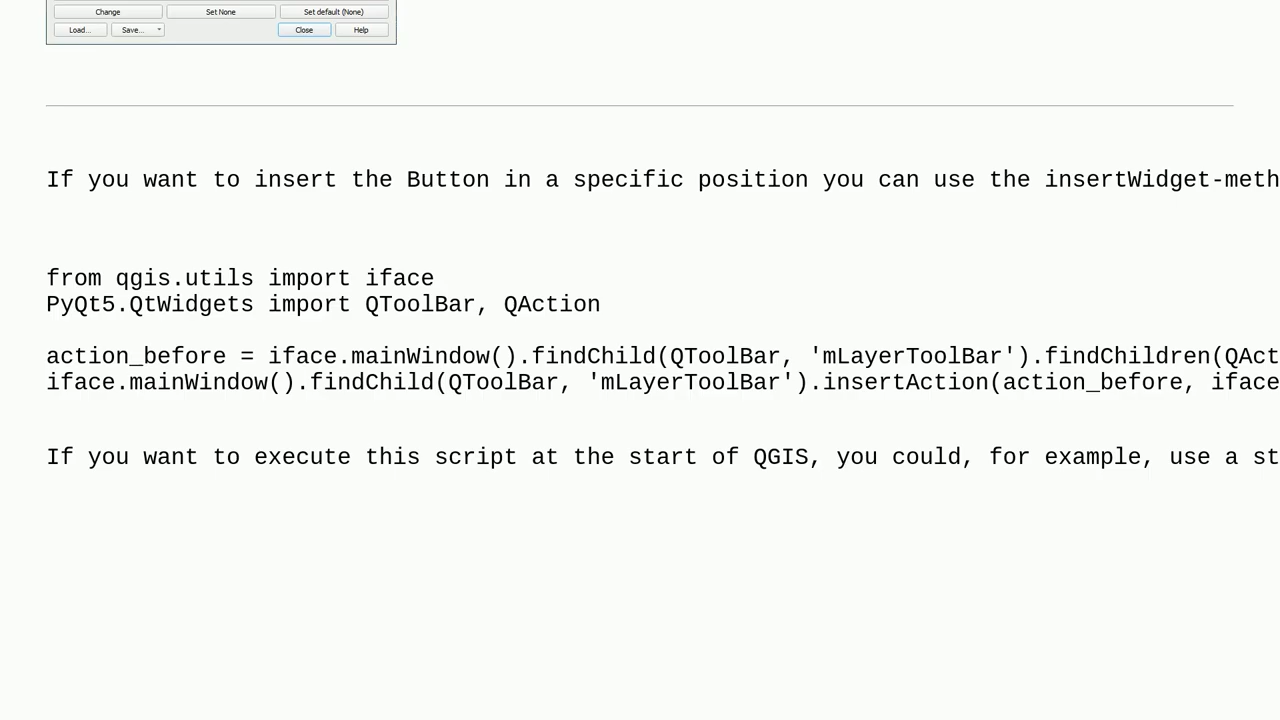 Change Set None Set default (None)
Load... Save... Close Help
If you want to insert the Button in a specific position you can use the insertWidget-meth
from qgis.utils import iface
PyQt5.QtWidgets import QToolBar, QAction
action_before = iface.mainWindow().findChild(QToolBar, 'mLayerToolBar').findChildren(QAct
iface.mainWindow().findChild(QToolBar, 'mLayerToolBar').insertAction(action_before, iface
If you want to execute this script at the start of QGIS, you could, for example, use a st